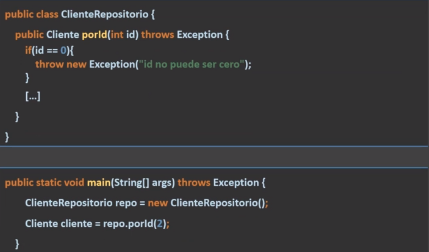 public class ClienteRepositorio {
public Cliente porId(int id) throws Exception {
if(id == 0){
throw new Exception("id no puede ser cero");
}
[...]
}
}
public static void main(String[] args) throws Exception {
ClienteRepositorio repo = new ClienteRepositorio();
Cliente cliente = repo.porId(2);
}